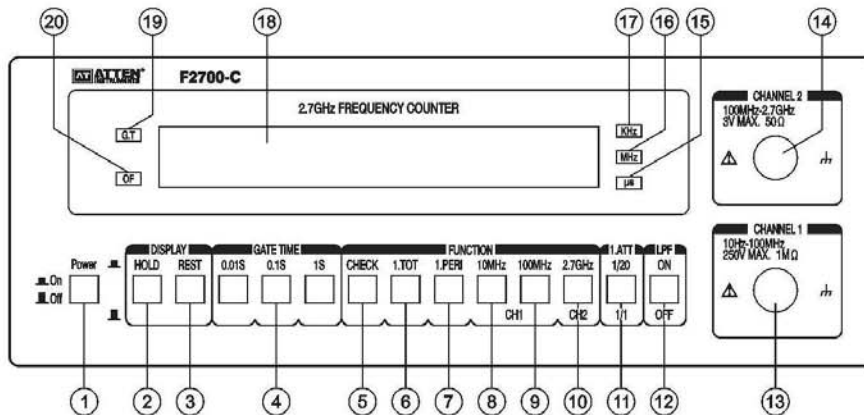 20 19 18 17 16 15 14
ATTEN
INSTRUMENTS
F2700-C
2.7GHz FREQUENCY COUNTER
G.T
OF
KHz
MHz
µs
CHANNEL 2
100MHz-2.7GHz
3V MAX. 50Ω
CHANNEL 1
10Hz-100MHz
250V MAX. 1MΩ
DISPLAY GATE TIME FUNCTION 1.ATT LPF
Power HOLD REST 0.01S 0.1S 1S CHECK 1.TOT 1.PERI 10MHz 100MHz 2.7GHz 1/20 ON
On
Off
CH1 CH2 1/1 OFF
1 2 3 4 5 6 7 8 9 10 11 12 13